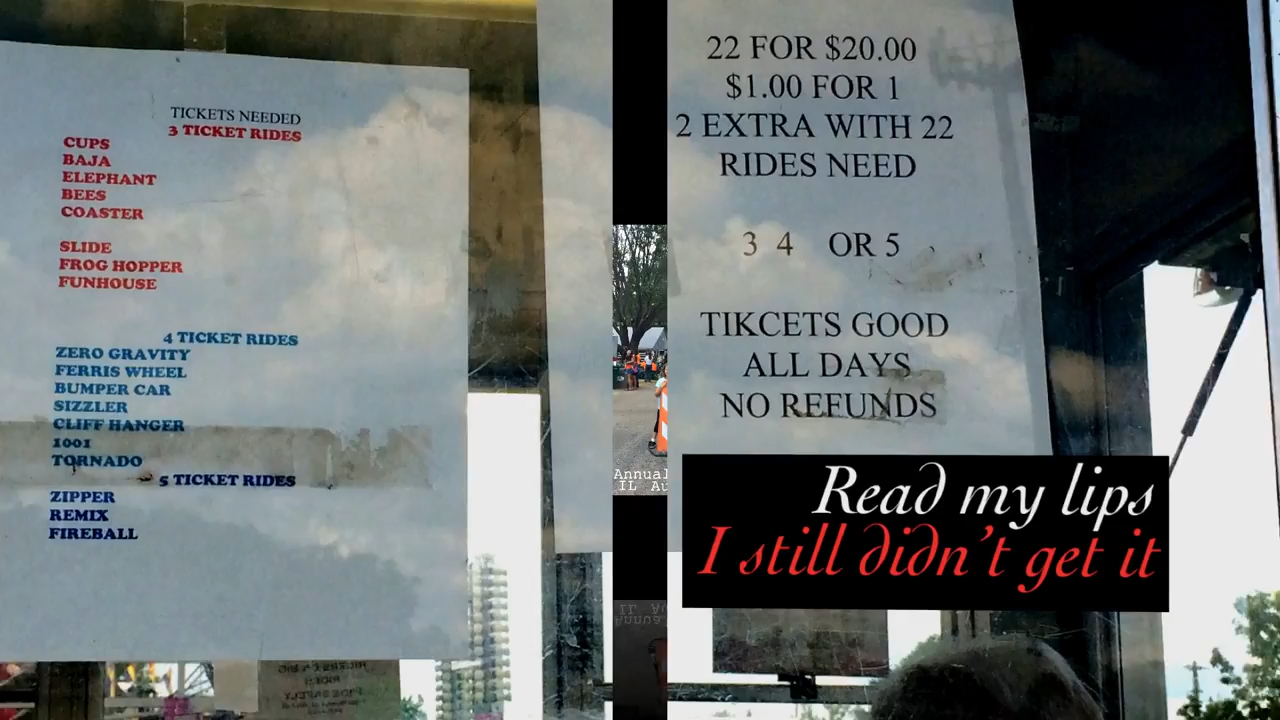 TICKETS NEEDED
3 TICKET RIDES
CUPS
BAJA
ELEPHANT
BEES
COASTER
SLIDE
FROG HOPPER
FUNHOUSE
4 TICKET RIDES
ZERO GRAVITY
FERRIS WHEEL
BUMPER CAR
SIZZLER
CLIFF HANGER
1001
TORNADO
5 TICKET RIDES
ZIPPER
REMIX
FIREBALL
Annual
IL Au
22 FOR $20.00
$1.00 FOR 1
2 EXTRA WITH 22
RIDES NEED
3 4 OR 5
TIKCETS GOOD
ALL DAYS
NO REFUNDS
Read my lips
I still didn't get it